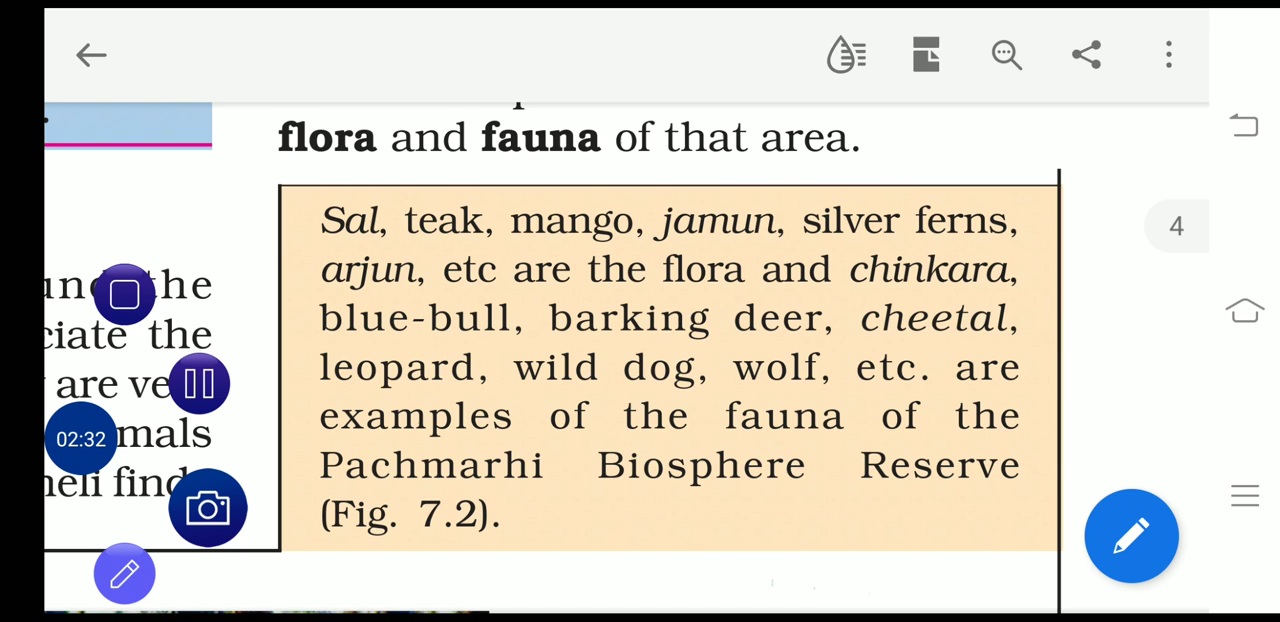 flora and fauna of that area.
Sal, teak, mango, jamun, silver ferns,
arjun, etc are the flora and chinkara,
blue-bull, barking deer, cheetal,
leopard, wild dog, wolf, etc. are
examples of the fauna of the
Pachmarhi Biosphere Reserve
(Fig. 7.2).
4
the
the
are
02:32